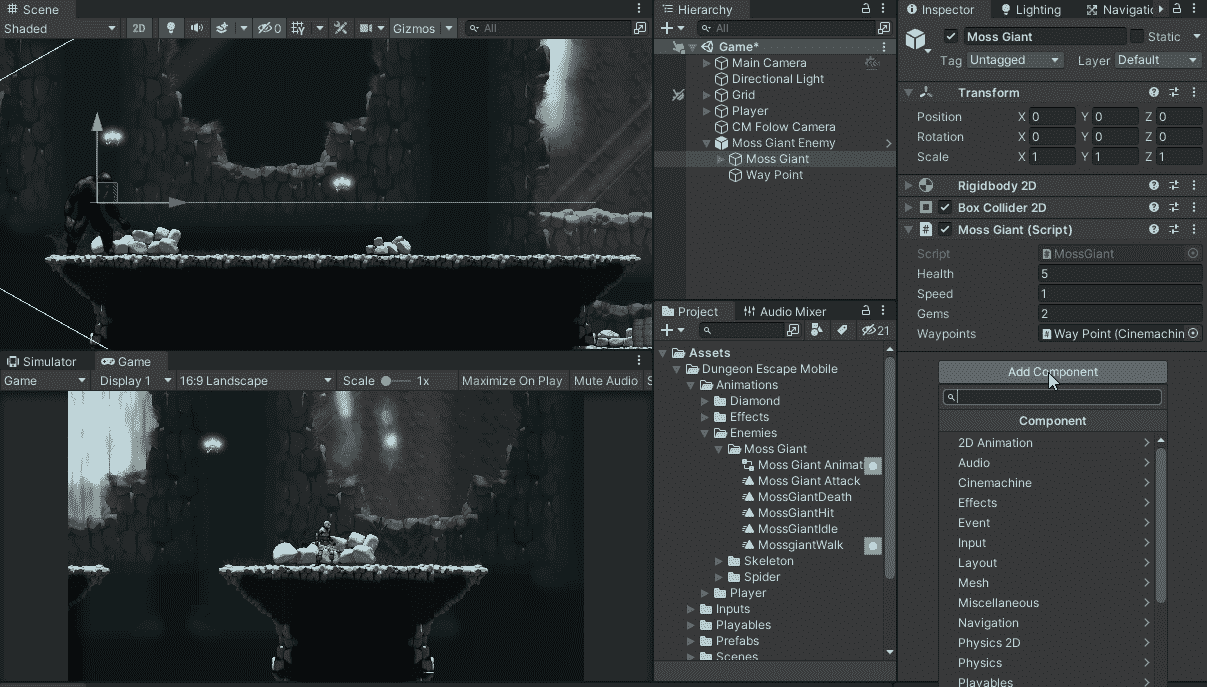 Scene
Shaded
2D
0
Gizmos
All
Simulator
Game
Game
Display 1
16:9 Landscape
Scale
1x
Maximize On Play
Mute Audio
S
Hierarchy
All
Game*
Main Camera
Directional Light
Grid
Player
CM Folow Camera
Moss Giant Enemy
Moss Giant
Way Point
Project
Audio Mixer
21
Assets
Dungeon Escape Mobile
Animations
Diamond
Effects
Enemies
Moss Giant
Moss Giant Animat
Moss Giant Attack
MossGiantDeath
MossGiantHit
MossGiantIdle
MossgiantWalk
Skeleton
Spider
Player
Inputs
Playables
Prefabs
Scenes
Inspector
Lighting
Navigatio
Moss Giant
Static
Tag
Untagged
Layer
Default
Transform
Position
X 0
Y 0
Z 0
Rotation
X 0
Y 0
Z 0
Scale
X 1
Y 1
Z 1
Rigidbody 2D
Box Collider 2D
Moss Giant (Script)
Script
MossGiant
Health
5
Speed
1
Gems
2
Waypoints
Way Point (Cinemachin
Add Component
Component
2D Animation
Audio
Cinemachine
Effects
Event
Input
Layout
Mesh
Miscellaneous
Navigation
Physics 2D
Physics
Playables